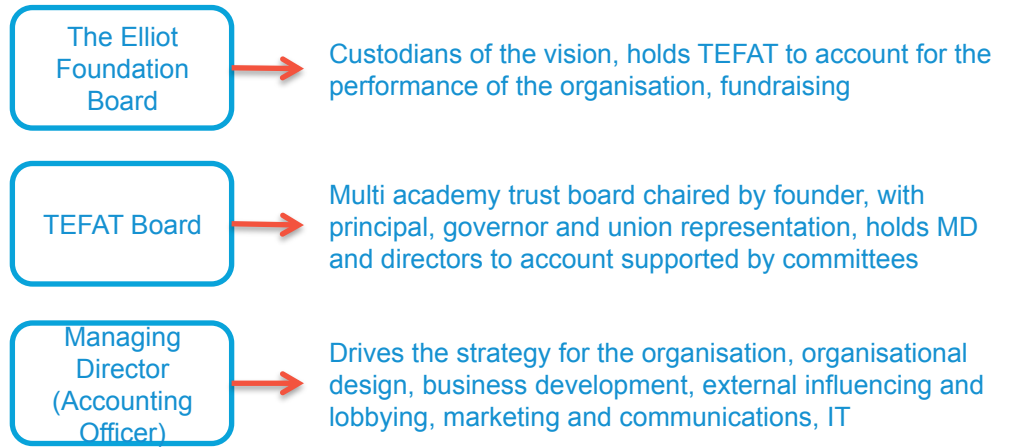 The Elliot
Foundation
Board
Custodians of the vision, holds TEFAT to account for the
performance of the organisation, fundraising
TEFAT Board
Multi academy trust board chaired by founder, with
principal, governor and union representation, holds MD
and directors to account supported by committees
Managing
Director
(Accounting
Officer)
Drives the strategy for the organisation, organisational
design, business development, external influencing and
lobbying, marketing and communications, IT